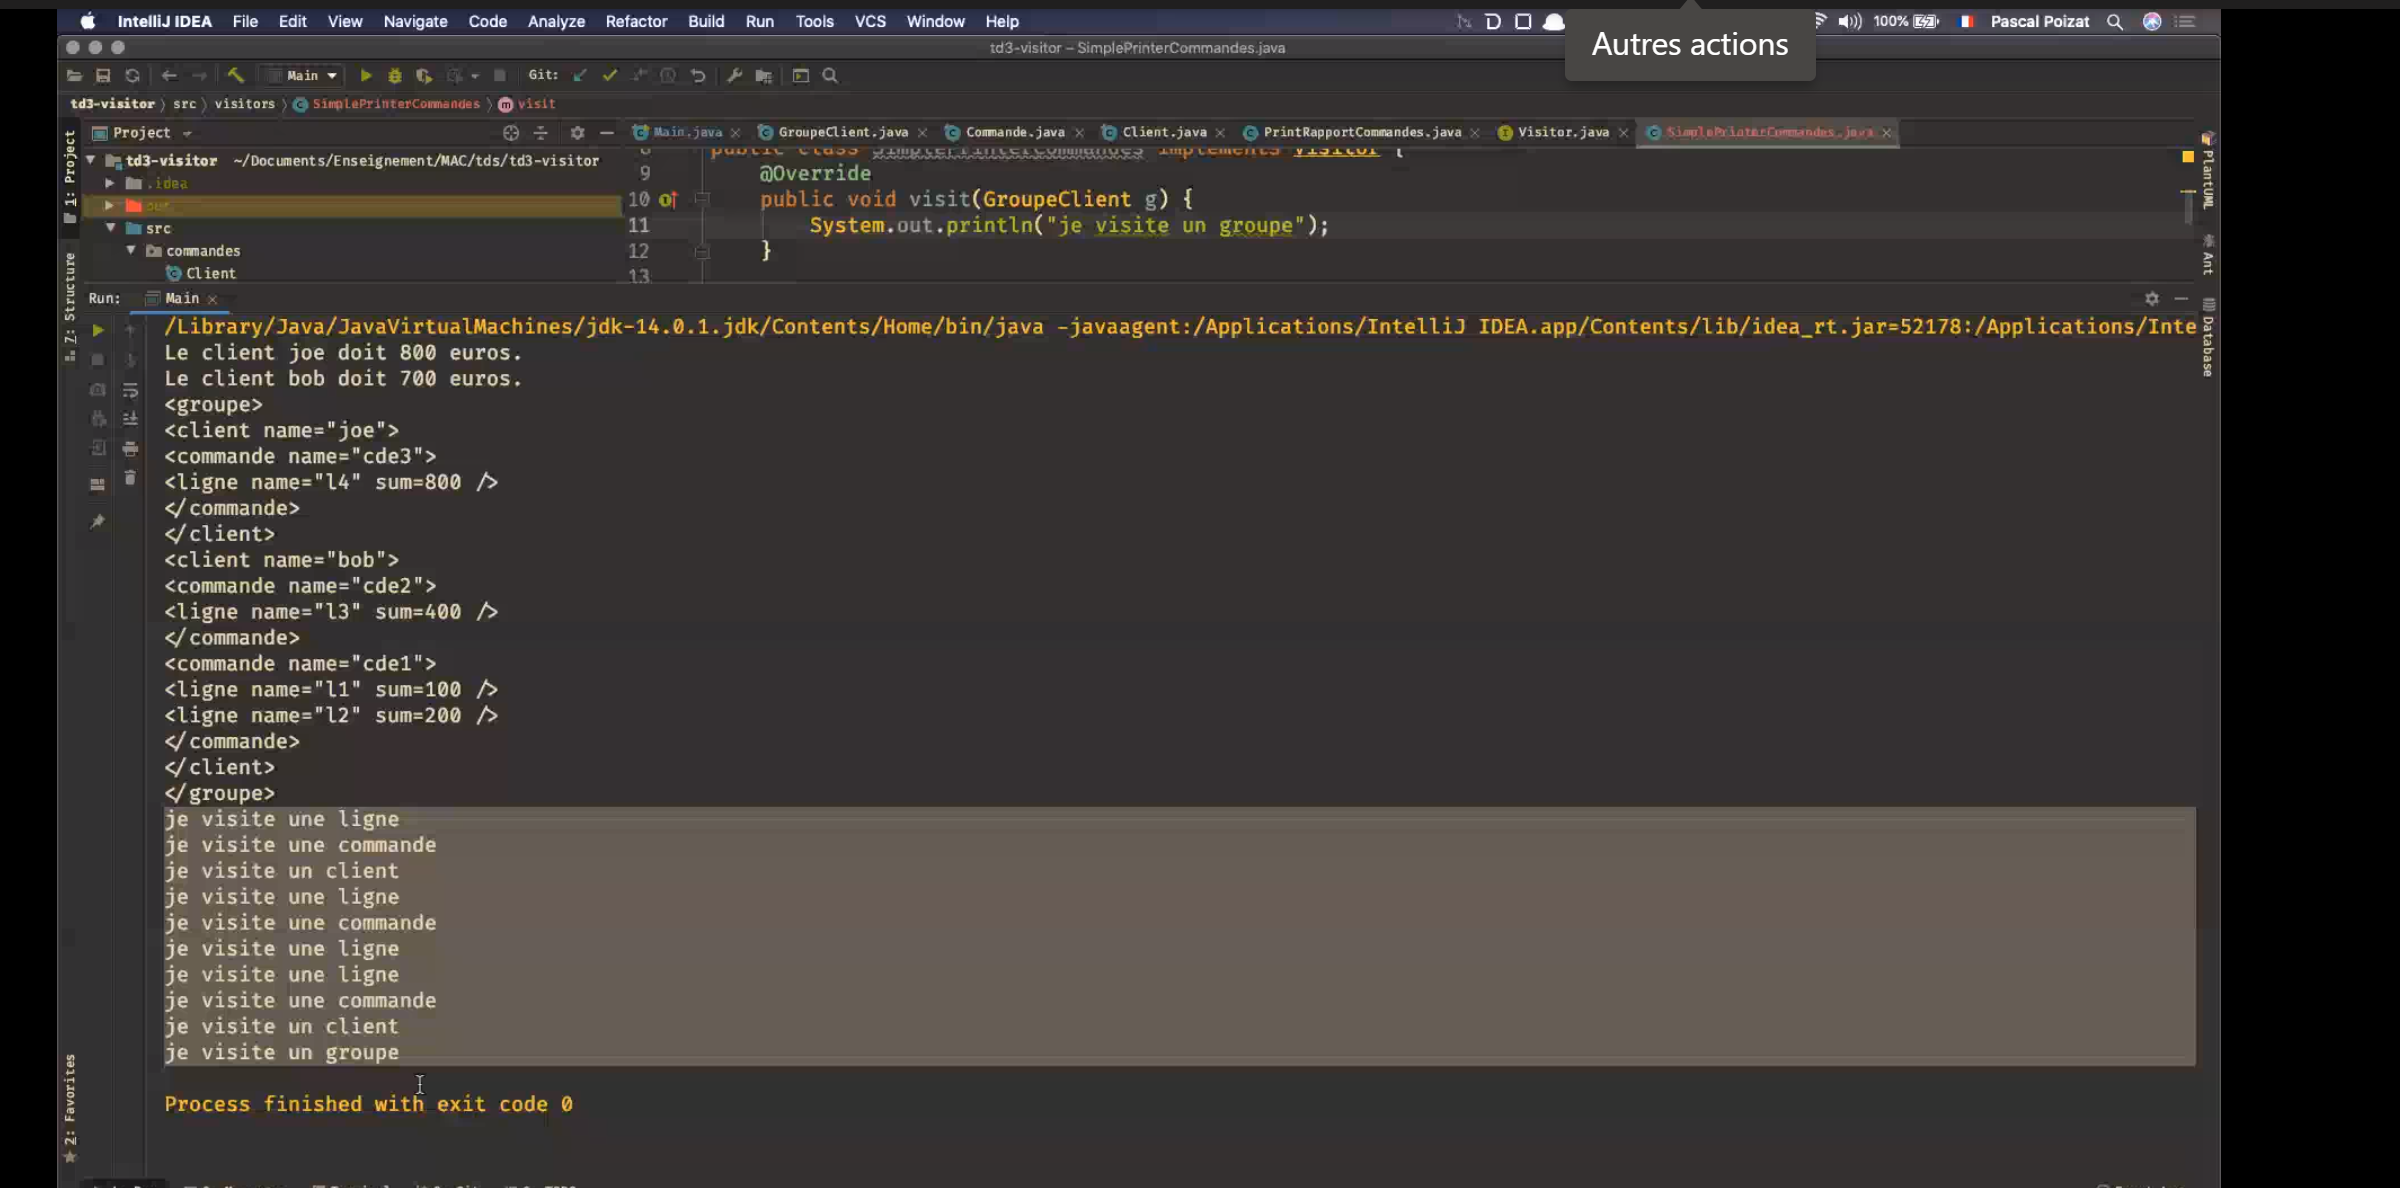 IntelliJ IDEA File Edit View Navigate Code Analyze Refactor Build Run Tools VCS Window Help
100% Pascal Poizat
Autres actions
td3-visitor – SimplePrinterCommandes.java
Main Git:
td3-visitor src visitors SimplePrinterCommandes visit
Project
Main.java GroupeClient.java Commande.java Client.java PrintRapportCommandes.java Visitor.java SimplePrinterCommandes.java
td3-visitor ~/Documents/Enseignement/MAC/tds/td3-visitor
.idea
out
src
commandes
Client
1: Project
7: Structure
2: Favorites
PlantUML
Ant
Database
8 public class SimplePrinterCommandes implements Visitor {
9 @Override
10 public void visit(GroupeClient g) {
11 System.out.println("je visite un groupe");
12 }
13
Run: Main
/Library/Java/JavaVirtualMachines/jdk-14.0.1.jdk/Contents/Home/bin/java -javaagent:/Applications/IntelliJ IDEA.app/Contents/lib/idea_rt.jar=52178:/Applications/Inte
Le client joe doit 800 euros.
Le client bob doit 700 euros.
<groupe>
<client name="joe">
<commande name="cde3">
<ligne name="l4" sum=800 />
</commande>
</client>
<client name="bob">
<commande name="cde2">
<ligne name="l3" sum=400 />
</commande>
<commande name="cde1">
<ligne name="l1" sum=100 />
<ligne name="l2" sum=200 />
</commande>
</client>
</groupe>
je visite une ligne
je visite une commande
je visite un client
je visite une ligne
je visite une commande
je visite une ligne
je visite une ligne
je visite une commande
je visite un client
je visite un groupe
Process finished with exit code 0